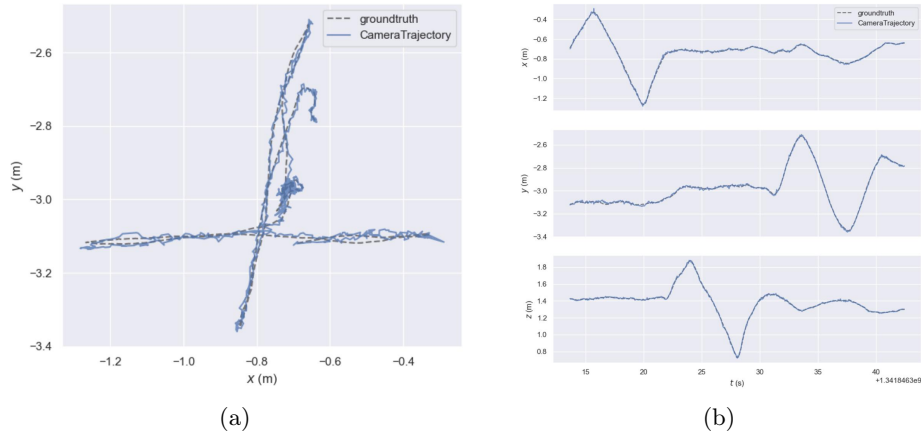 groundtruth
CameraTrajectory
−2.6
−2.8
−3.0
−3.2
−3.4
y (m)
−1.2
−1.0
−0.8
−0.6
−0.4
x (m)
(a)
groundtruth
CameraTrajectory
−0.4
−0.6
−0.8
−1.0
−1.2
x (m)
−2.6
−2.8
−3.0
−3.2
−3.4
y (m)
1.8
1.6
1.4
1.2
1.0
0.8
z (m)
15
20
25
30
35
40
t (s)
+1.3418463e9
(b)